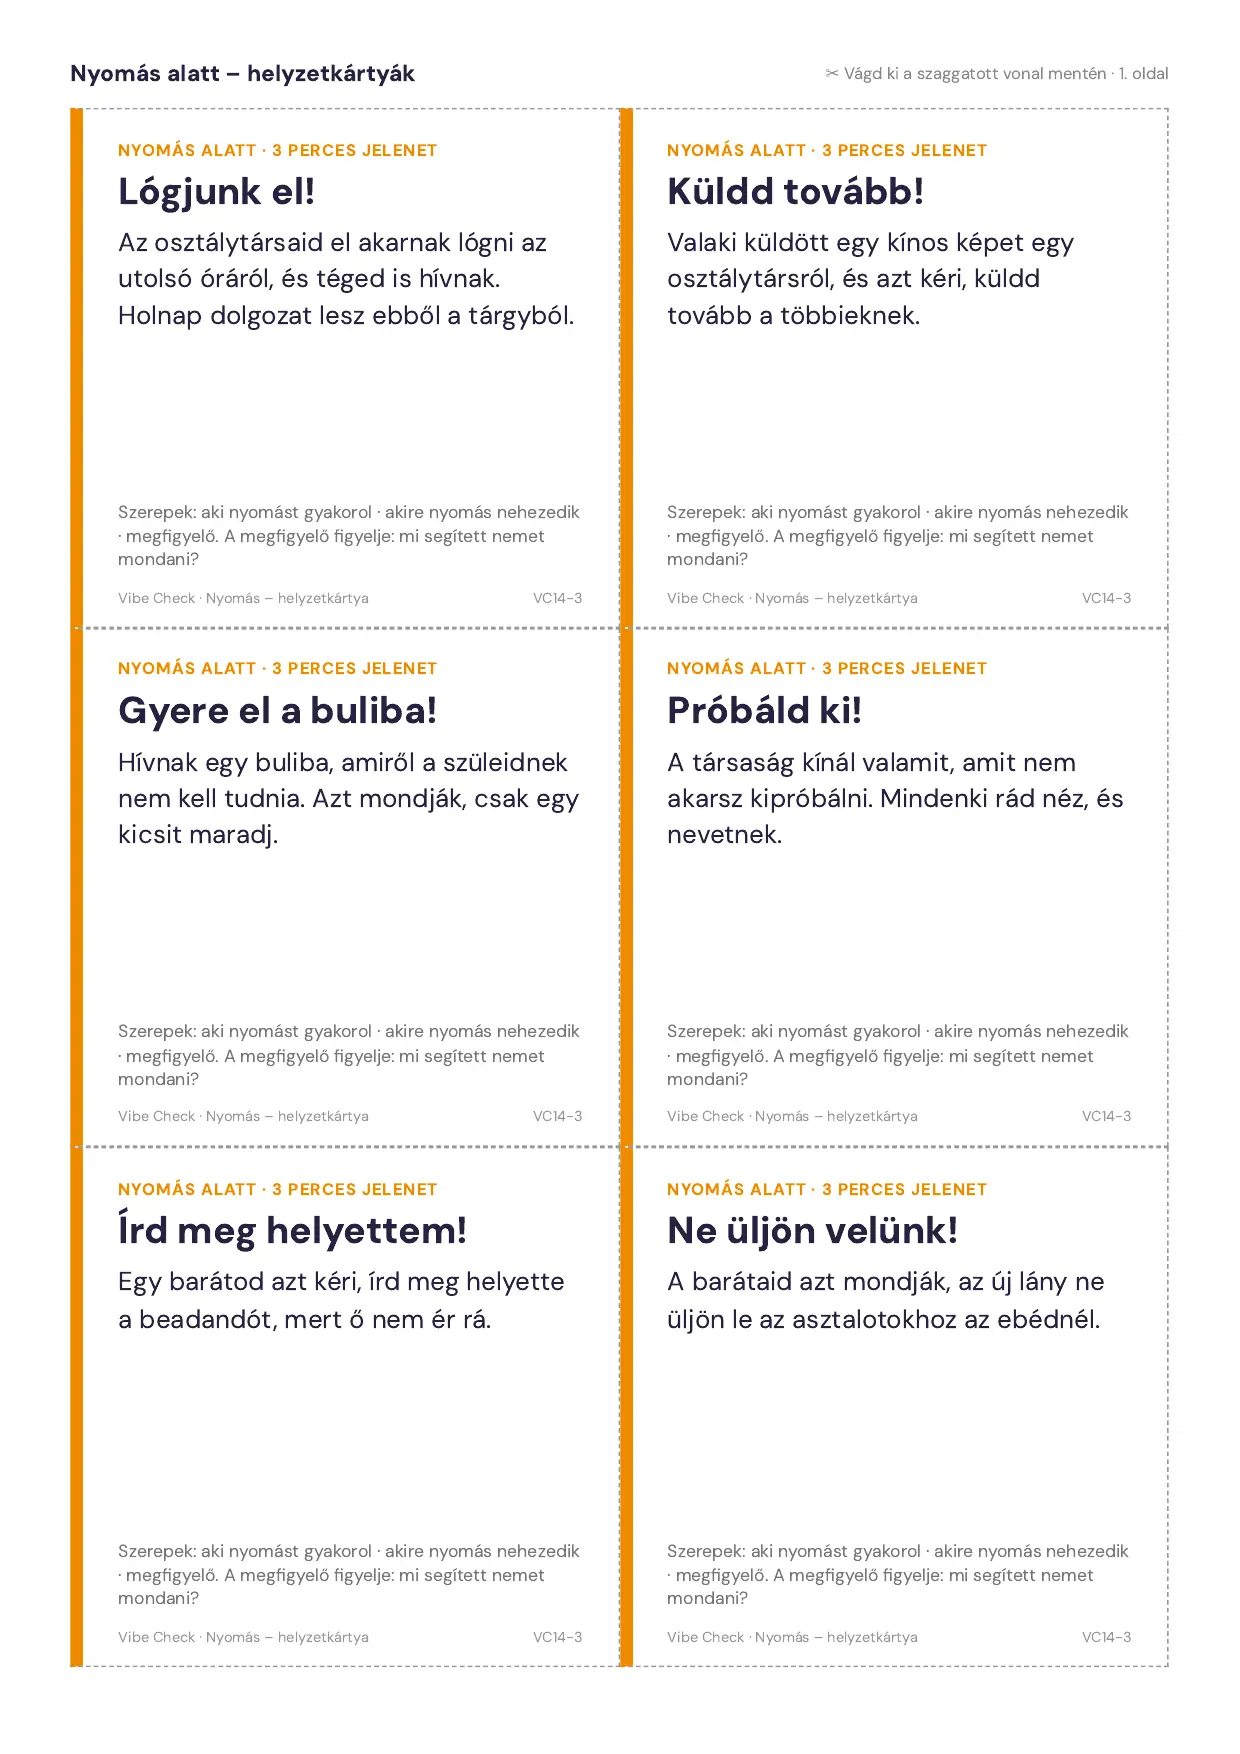 Nyomás alatt – helyzetkártyák
✂ Vágd ki a szaggatott vonal mentén · 1. oldal
NYOMÁS ALATT · 3 PERCES JELENET
Lógjunk el!
Az osztálytársaid el akarnak lógni az
utolsó óráról, és téged is hívnak.
Holnap dolgozat lesz ebből a tárgyból.
Szerepek: aki nyomást gyakorol · akire nyomás nehezedik
· megfigyelő. A megfigyelő figyelje: mi segített nemet
mondani?
Vibe Check · Nyomás – helyzetkártya
VC14-3
NYOMÁS ALATT · 3 PERCES JELENET
Küldd tovább!
Valaki küldött egy kínos képet egy
osztálytársról, és azt kéri, küldd
tovább a többieknek.
Szerepek: aki nyomást gyakorol · akire nyomás nehezedik
· megfigyelő. A megfigyelő figyelje: mi segített nemet
mondani?
Vibe Check · Nyomás – helyzetkártya
VC14-3
NYOMÁS ALATT · 3 PERCES JELENET
Gyere el a buliba!
Hívnak egy buliba, amiről a szüleidnek
nem kell tudnia. Azt mondják, csak egy
kicsit maradj.
Szerepek: aki nyomást gyakorol · akire nyomás nehezedik
· megfigyelő. A megfigyelő figyelje: mi segített nemet
mondani?
Vibe Check · Nyomás – helyzetkártya
VC14-3
NYOMÁS ALATT · 3 PERCES JELENET
Próbáld ki!
A társaság kínál valamit, amit nem
akarsz kipróbálni. Mindenki rád néz, és
nevetnek.
Szerepek: aki nyomást gyakorol · akire nyomás nehezedik
· megfigyelő. A megfigyelő figyelje: mi segített nemet
mondani?
Vibe Check · Nyomás – helyzetkártya
VC14-3
NYOMÁS ALATT · 3 PERCES JELENET
Írd meg helyettem!
Egy barátod azt kéri, írd meg helyette
a beadandót, mert ő nem ér rá.
Szerepek: aki nyomást gyakorol · akire nyomás nehezedik
· megfigyelő. A megfigyelő figyelje: mi segített nemet
mondani?
Vibe Check · Nyomás – helyzetkártya
VC14-3
NYOMÁS ALATT · 3 PERCES JELENET
Ne üljön velünk!
A barátaid azt mondják, az új lány ne
üljön le az asztalotokhoz az ebédnél.
Szerepek: aki nyomást gyakorol · akire nyomás nehezedik
· megfigyelő. A megfigyelő figyelje: mi segített nemet
mondani?
Vibe Check · Nyomás – helyzetkártya
VC14-3